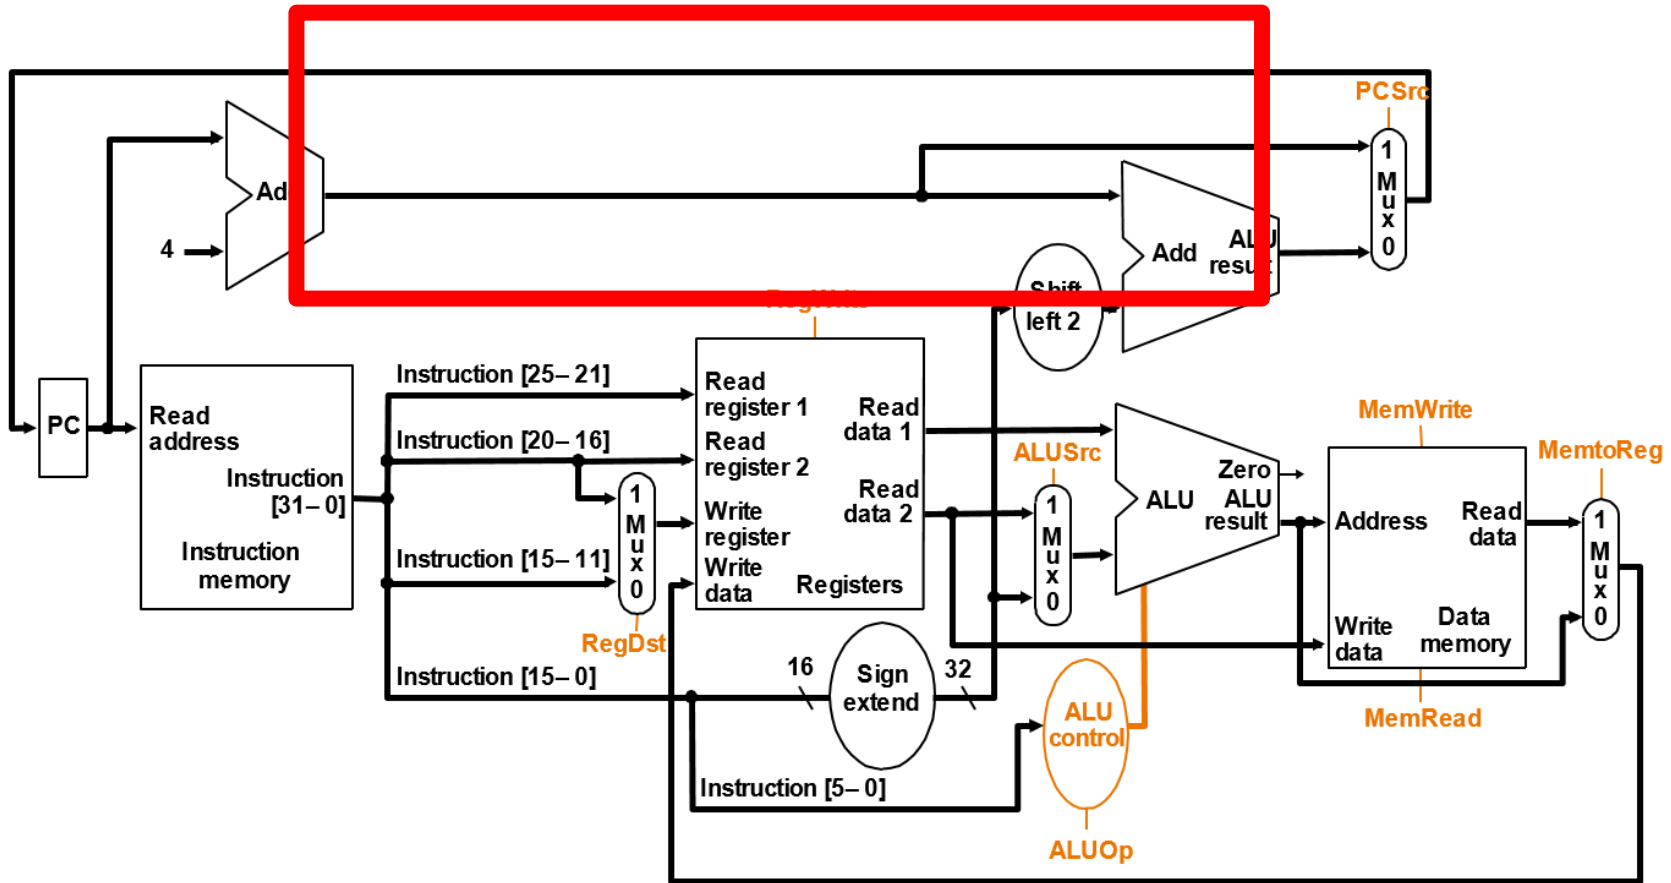 PCSrc
1
M
u
x
0
Ad
4
Add
ALU
result
Shift
left 2
RegWrite
PC
Read
address
Instruction
[31– 0]
Instruction
memory
Instruction [25– 21]
Instruction [20– 16]
Instruction [15– 11]
Instruction [15– 0]
Instruction [5– 0]
1
M
u
x
0
RegDst
Read
register 1
Read
register 2
Write
register
Write
data
Read
data 1
Read
data 2
Registers
16
Sign
extend
32
ALUSrc
1
M
u
x
0
ALU
Zero
ALU
result
ALU
control
ALUOp
MemWrite
Address
Read
data
Write
data
Data
memory
MemRead
MemtoReg
1
M
u
x
0